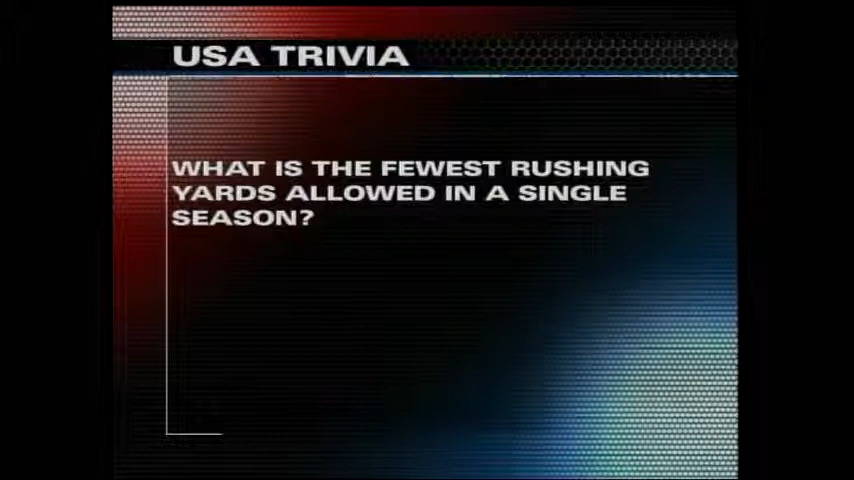 USA TRIVIA
WHAT IS THE FEWEST RUSHING
YARDS ALLOWED IN A SINGLE
SEASON?